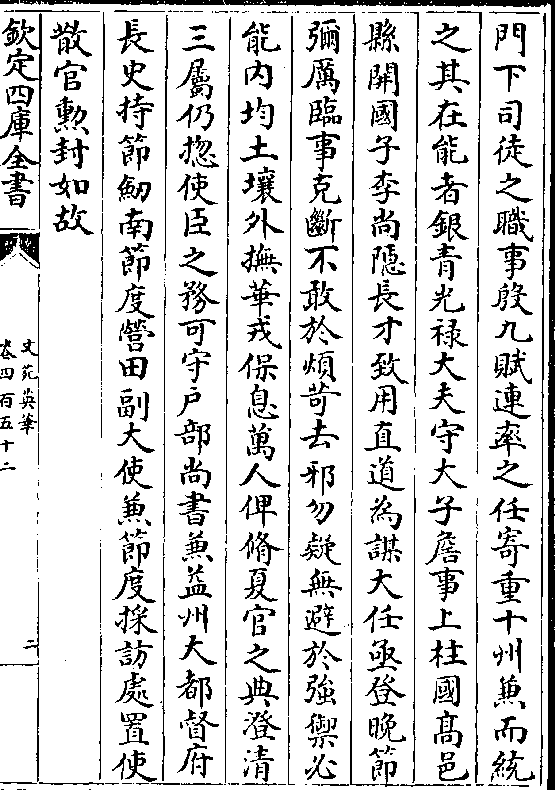 門下司徒之職事殷九賦連率之任寄重十州兼而統
之其在能者銀青光禄大夫守大子詹事上柱國髙邑
縣開國子李尚隱長才致用直道為謀大任亟登晚節
彌厲臨事克斷不敢於煩苛去邪勿疑無避於強禦必
能内均土壤外撫華戎保息萬人俾脩夏官之典澄清
三屬仍揔使臣之務可守戸部尚書兼益州大都督府
長史持節劒南節度營田副大使兼節度採訪處置使
散官勲封如故
欽定四庫全書
文苑英華
卷四百五十二
二